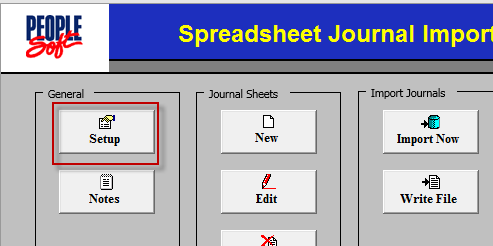 PEOPLE
Soft
Spreadsheet Journal Import
General
Setup
Notes
Journal Sheets
New
Edit
Import Journals
Import Now
Write File